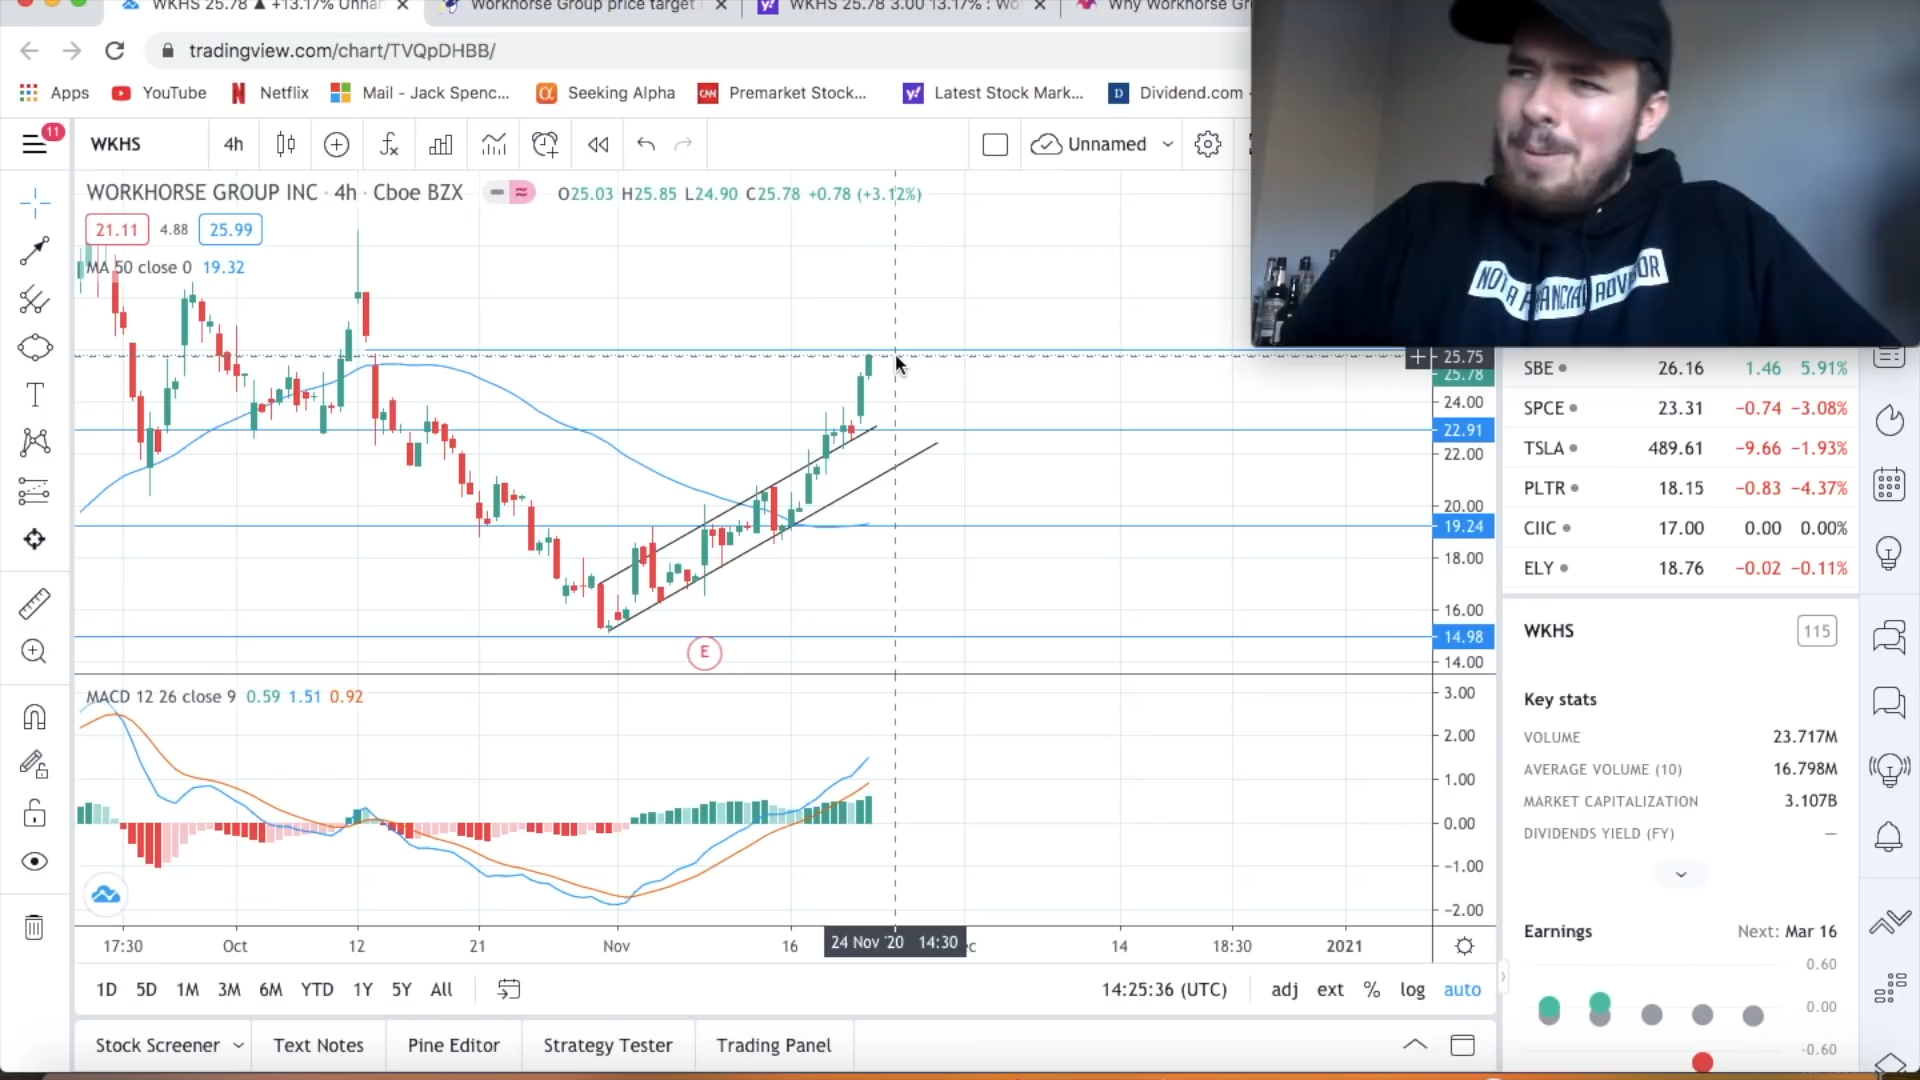 WKHS 25.78 ▲ +13.17% Unnar
Workhorse Group price target
WKHS 25.78 3.00 13.17% : Wo
Why Workhorse Gr
tradingview.com/chart/TVQpDHBB/
Apps
YouTube
Netflix
Mail - Jack Spenc...
Seeking Alpha
Premarket Stock...
Latest Stock Mark...
Dividend.com
11
WKHS
4h
Unnamed
WORKHORSE GROUP INC · 4h · Cboe BZX
O25.03 H25.85 L24.90 C25.78 +0.78 (+3.12%)
21.11
4.88
25.99
MA 50 close 0 19.32
NOT A FINANCIAL ADVISOR
25.75
25.78
24.00
22.91
22.00
20.00
19.24
18.00
16.00
14.98
14.00
E
MACD 12 26 close 9 0.59 1.51 0.92
3.00
2.00
1.00
0.00
−1.00
−2.00
17:30
Oct
12
21
Nov
16
24 Nov '20 14:30
14
18:30
2021
1D 5D 1M 3M 6M YTD 1Y 5Y All
14:25:36 (UTC)
adj ext % log auto
Stock Screener
Text Notes
Pine Editor
Strategy Tester
Trading Panel
SBE 26.16 1.46 5.91%
SPCE 23.31 −0.74 −3.08%
TSLA 489.61 −9.66 −1.93%
PLTR 18.15 −0.83 −4.37%
CIIC 17.00 0.00 0.00%
ELY 18.76 −0.02 −0.11%
WKHS
115
Key stats
VOLUME 23.717M
AVERAGE VOLUME (10) 16.798M
MARKET CAPITALIZATION 3.107B
DIVIDENDS YIELD (FY) —
Earnings
Next: Mar 16
0.60
0.00
-0.60